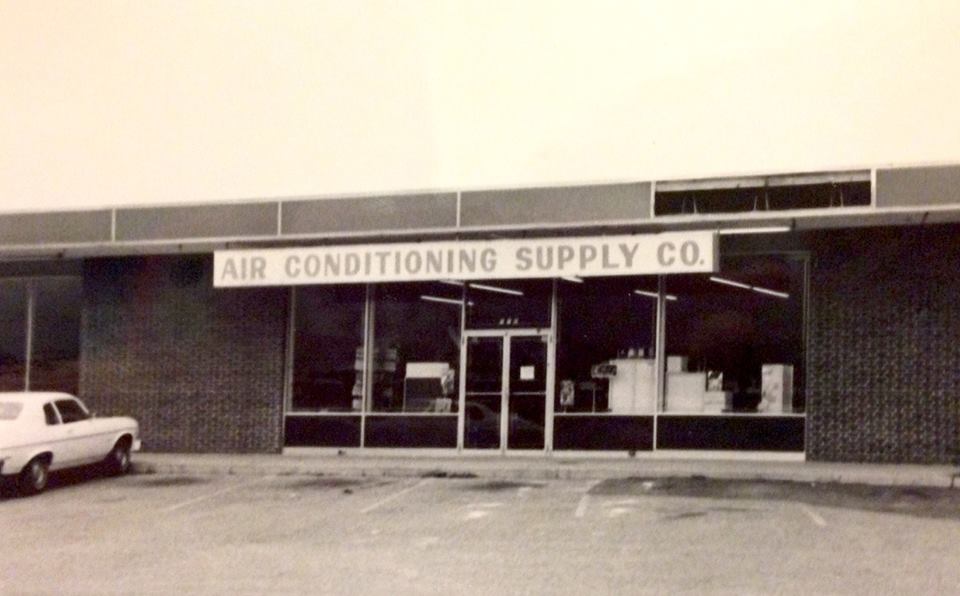 AIR CONDITIONING SUPPLY CO.